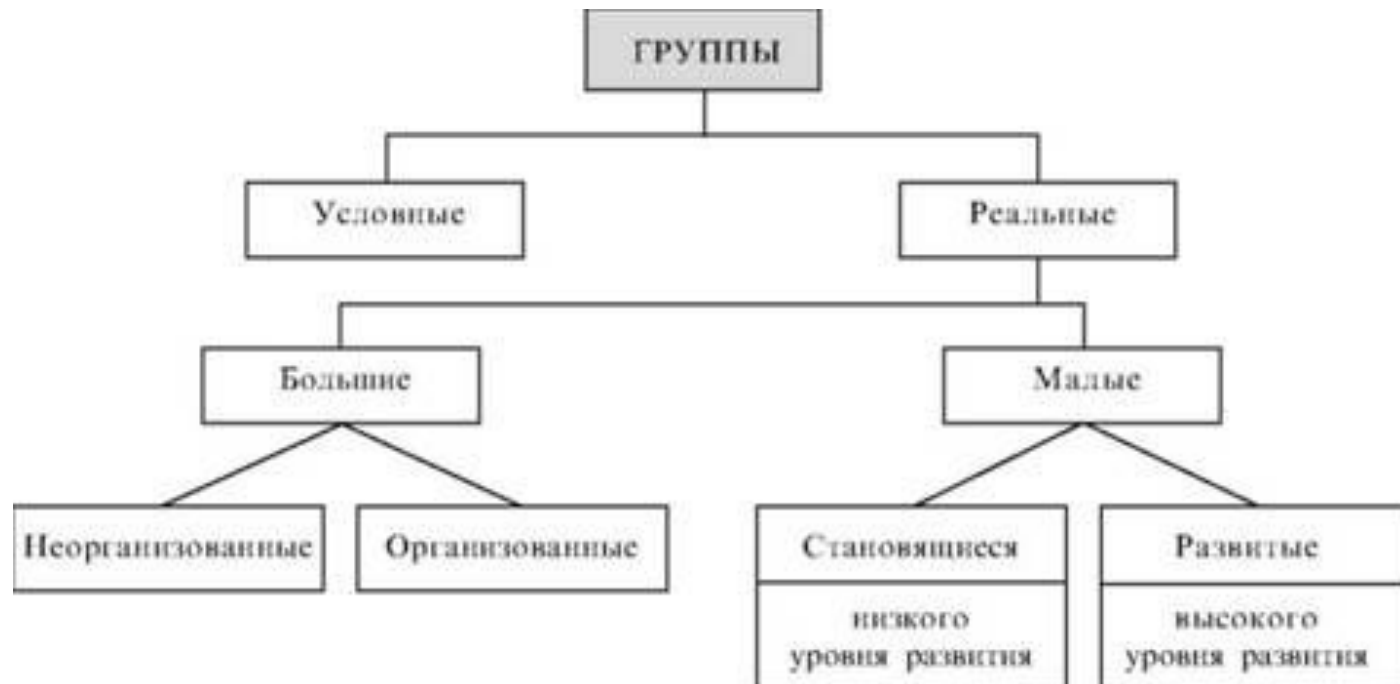 ГРУППЫ
Условные
Реальные
Большие
Малые
Неорганизованные
Организованные
Становящиеся
Развитые
низкого
уровня развития
высокого
уровня развития